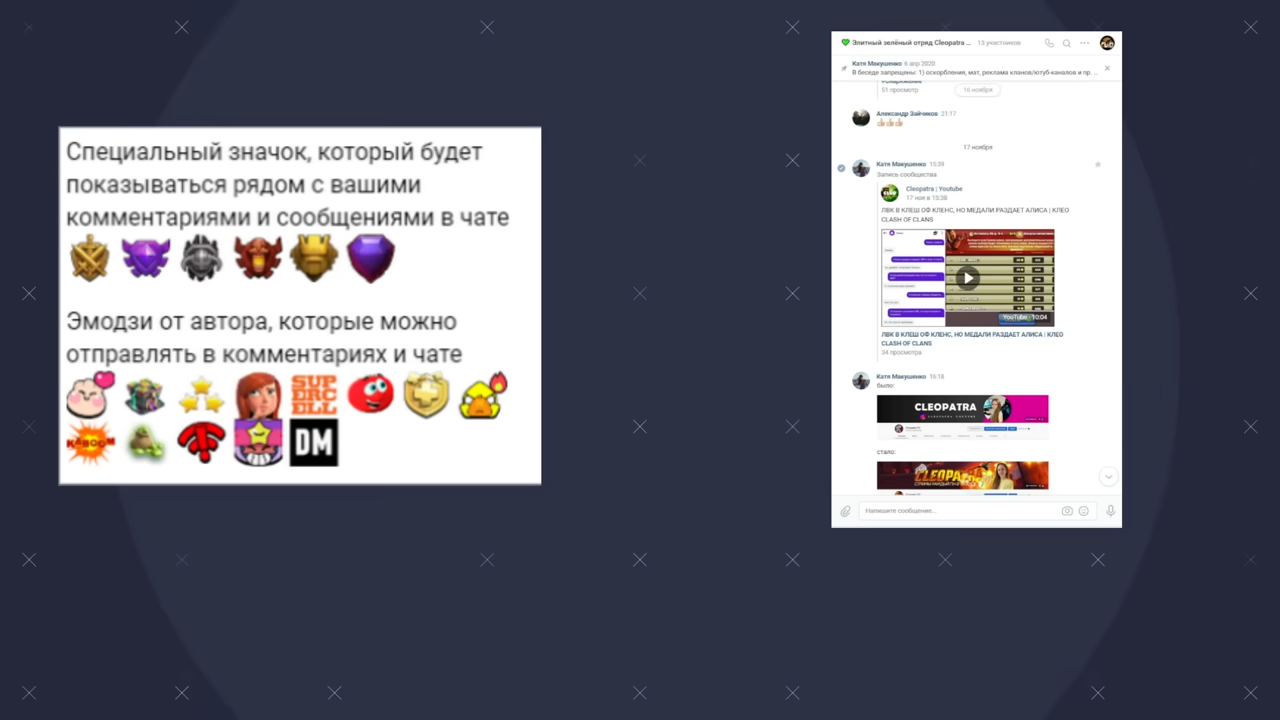 Специальный значок, который будет
показываться рядом с вашими
комментариями и сообщениями в чате
Эмодзи от автора, которые можно
отправлять в комментариях и чате
SUP
ERC
ELL
KABOOM
DM
Элитный зелёный отряд Cleopatra ... 13 участников
Катя Макушенко 6 апр 2020
В беседе запрещены: 1) оскорбления, мат, реклама кланов/ютуб-каналов и пр. ...
51 просмотр
16 ноября
Александр Зайчиков 21:17
17 ноября
Катя Макушенко 15:39
Запись сообщества
Cleopatra | Youtube
17 ноя в 15:38
ЛВК В КЛЕШ ОФ КЛЕНС, НО МЕДАЛИ РАЗДАЕТ АЛИСА | КЛЕО
CLASH OF CLANS
YouTube · 10:04
ЛВК В КЛЕШ ОФ КЛЕНС, НО МЕДАЛИ РАЗДАЕТ АЛИСА | КЛЕО
CLASH OF CLANS
34 просмотра
Катя Макушенко 16:18
было:
CLEOPATRA
стало:
CLEOPATRA
Напишите сообщение...